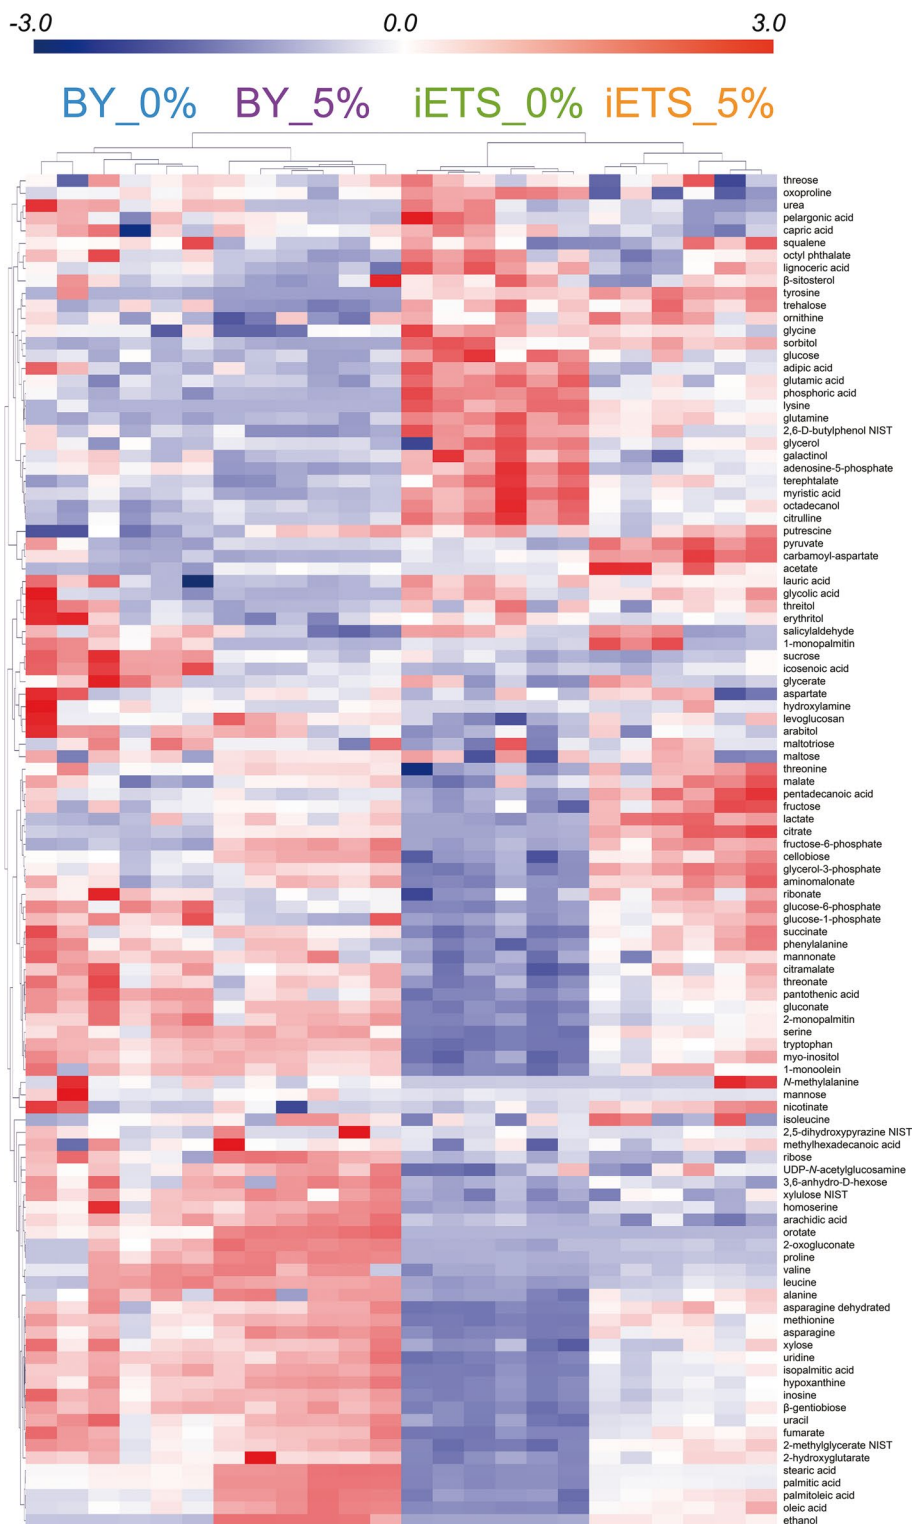 -3.0 0.0 3.0
BY_0% BY_5% iETS_0% iETS_5%
threose
oxoproline
urea
pelargonic acid
capric acid
squalene
octyl phthalate
lignoceric acid
β-sitosterol
tyrosine
trehalose
ornithine
glycine
sorbitol
glucose
adipic acid
glutamic acid
phosphoric acid
lysine
glutamine
2,6-D-butylphenol NIST
glycerol
galactinol
adenosine-5-phosphate
terephtalate
myristic acid
octadecanol
citrulline
putrescine
pyruvate
carbamoyl-aspartate
acetate
lauric acid
glycolic acid
threitol
erythritol
salicylaldehyde
1-monopalmitin
sucrose
icosenoic acid
glycerate
aspartate
hydroxylamine
levoglucosan
arabitol
maltotriose
maltose
threonine
malate
pentadecanoic acid
fructose
lactate
citrate
fructose-6-phosphate
cellobiose
glycerol-3-phosphate
aminomalonate
ribonate
glucose-6-phosphate
glucose-1-phosphate
succinate
phenylalanine
mannonate
citramalate
threonate
pantothenic acid
gluconate
2-monopalmitin
serine
tryptophan
myo-inositol
1-monoolein
N-methylalanine
mannose
nicotinate
isoleucine
2,5-dihydroxypyrazine NIST
methylhexadecanoic acid
ribose
UDP-N-acetylglucosamine
3,6-anhydro-D-hexose
xylulose NIST
homoserine
arachidic acid
orotate
2-oxogluconate
proline
valine
leucine
alanine
asparagine dehydrated
methionine
asparagine
xylose
uridine
isopalmitic acid
hypoxanthine
inosine
β-gentiobiose
uracil
fumarate
2-methylglycerate NIST
2-hydroxyglutarate
stearic acid
palmitic acid
palmitoleic acid
oleic acid
ethanol